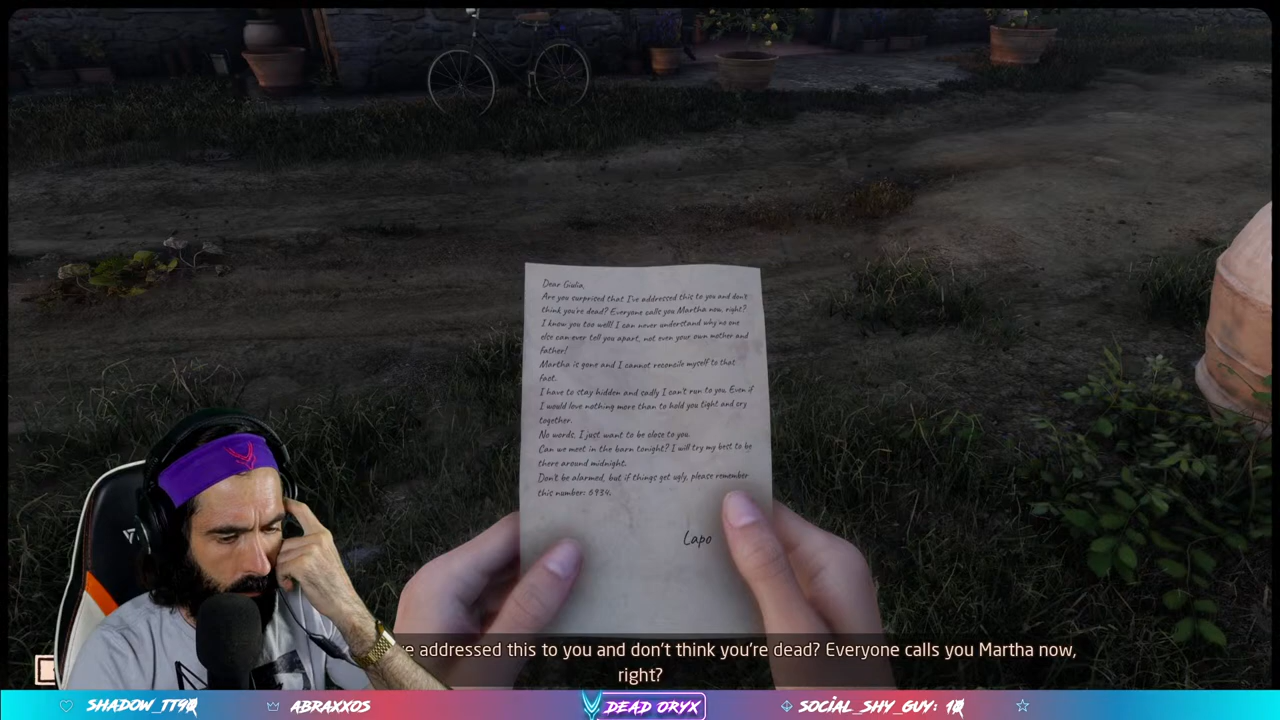 Dear Giulia,
Are you surprised that I've addressed this to you and don't
think you're dead? Everyone calls you Martha now, right?
I know you too well! I can never understand why no one
else can ever tell you apart, not even your own mother and
father!
Martha is gone and I cannot reconcile myself to that
fact.
I have to stay hidden and sadly I can't run to you. Even if
I would love nothing more than to hold you tight and cry
together.
No words, I just want to be close to you.
Can we meet in the barn tonight? I will try my best to be
there around midnight.
Don't be alarmed, but if things get ugly, please remember
this number: 6934.
Lapo
've addressed this to you and don't think you're dead? Everyone calls you Martha now,
right?
SHADOW_TT90
ABRAXXOS
DEAD ORYX
SOCIAL_SHY_GUY: 10